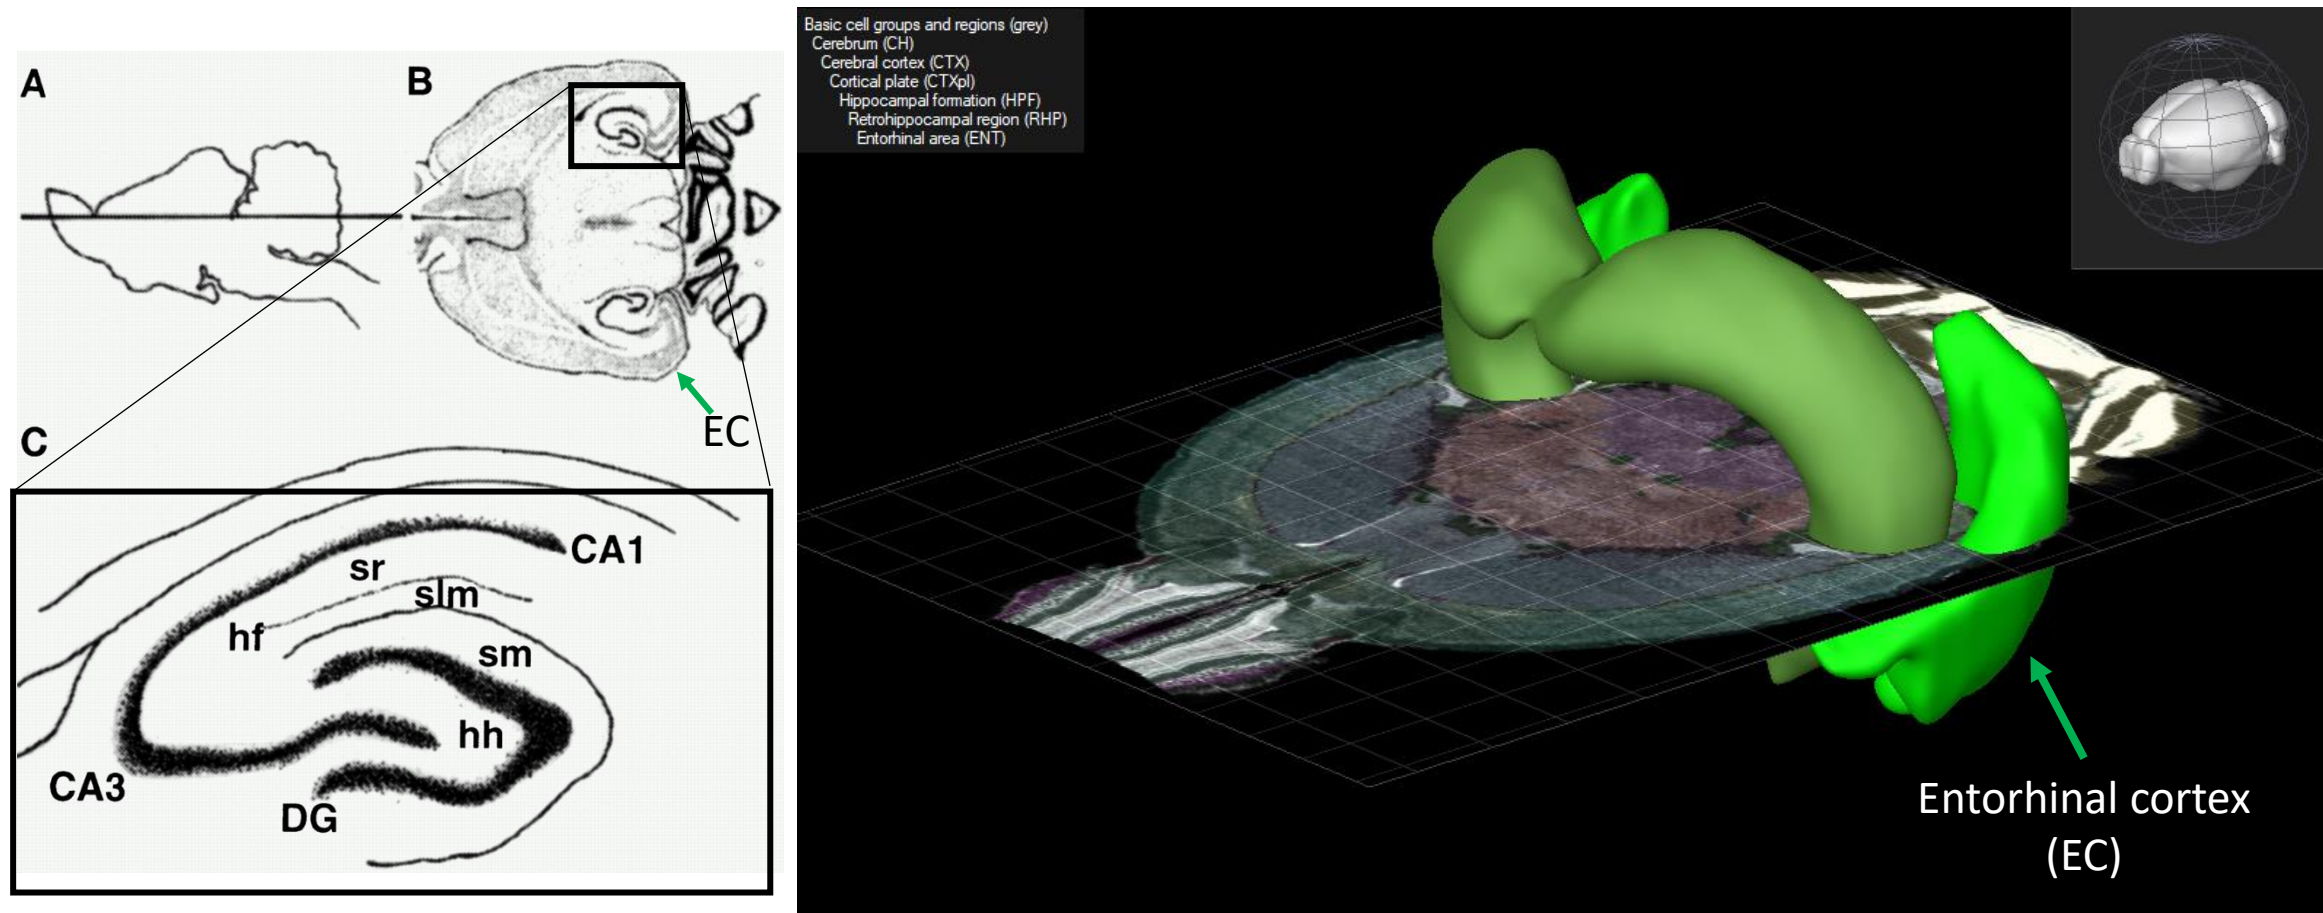 A
B
EC
C
CA1
sr
slm
hf
sm
hh
CA3
DG
Basic cell groups and regions (grey)
Cerebrum (CH)
Cerebral cortex (CTX)
Cortical plate (CTXpl)
Hippocampal formation (HPF)
Retrohippocampal region (RHP)
Entorhinal area (ENT)
Entorhinal cortex
(EC)